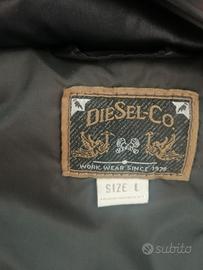 DIESEL-CO
WORK WEAR SINCE 1978
SIZE L
subito